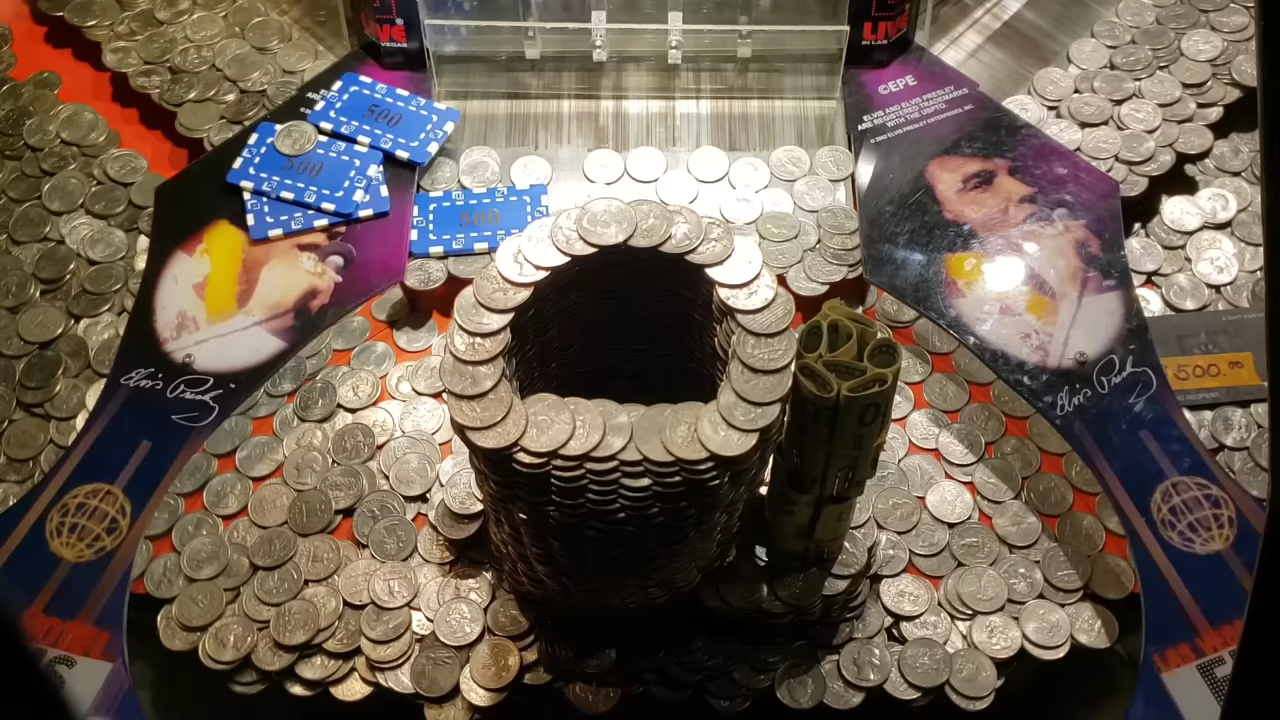 LIVE
VEGAS
LIVE
IN LAS
©EPE
ELVIS AND ELVIS PRESLEY
ARE REGISTERED TRADEMARKS
WITH THE USPTO.
© 2002 ELVIS PRESLEY ENTERPRISES, INC.
500
500
500
500.00
Elvis Presley
Elvis Presley